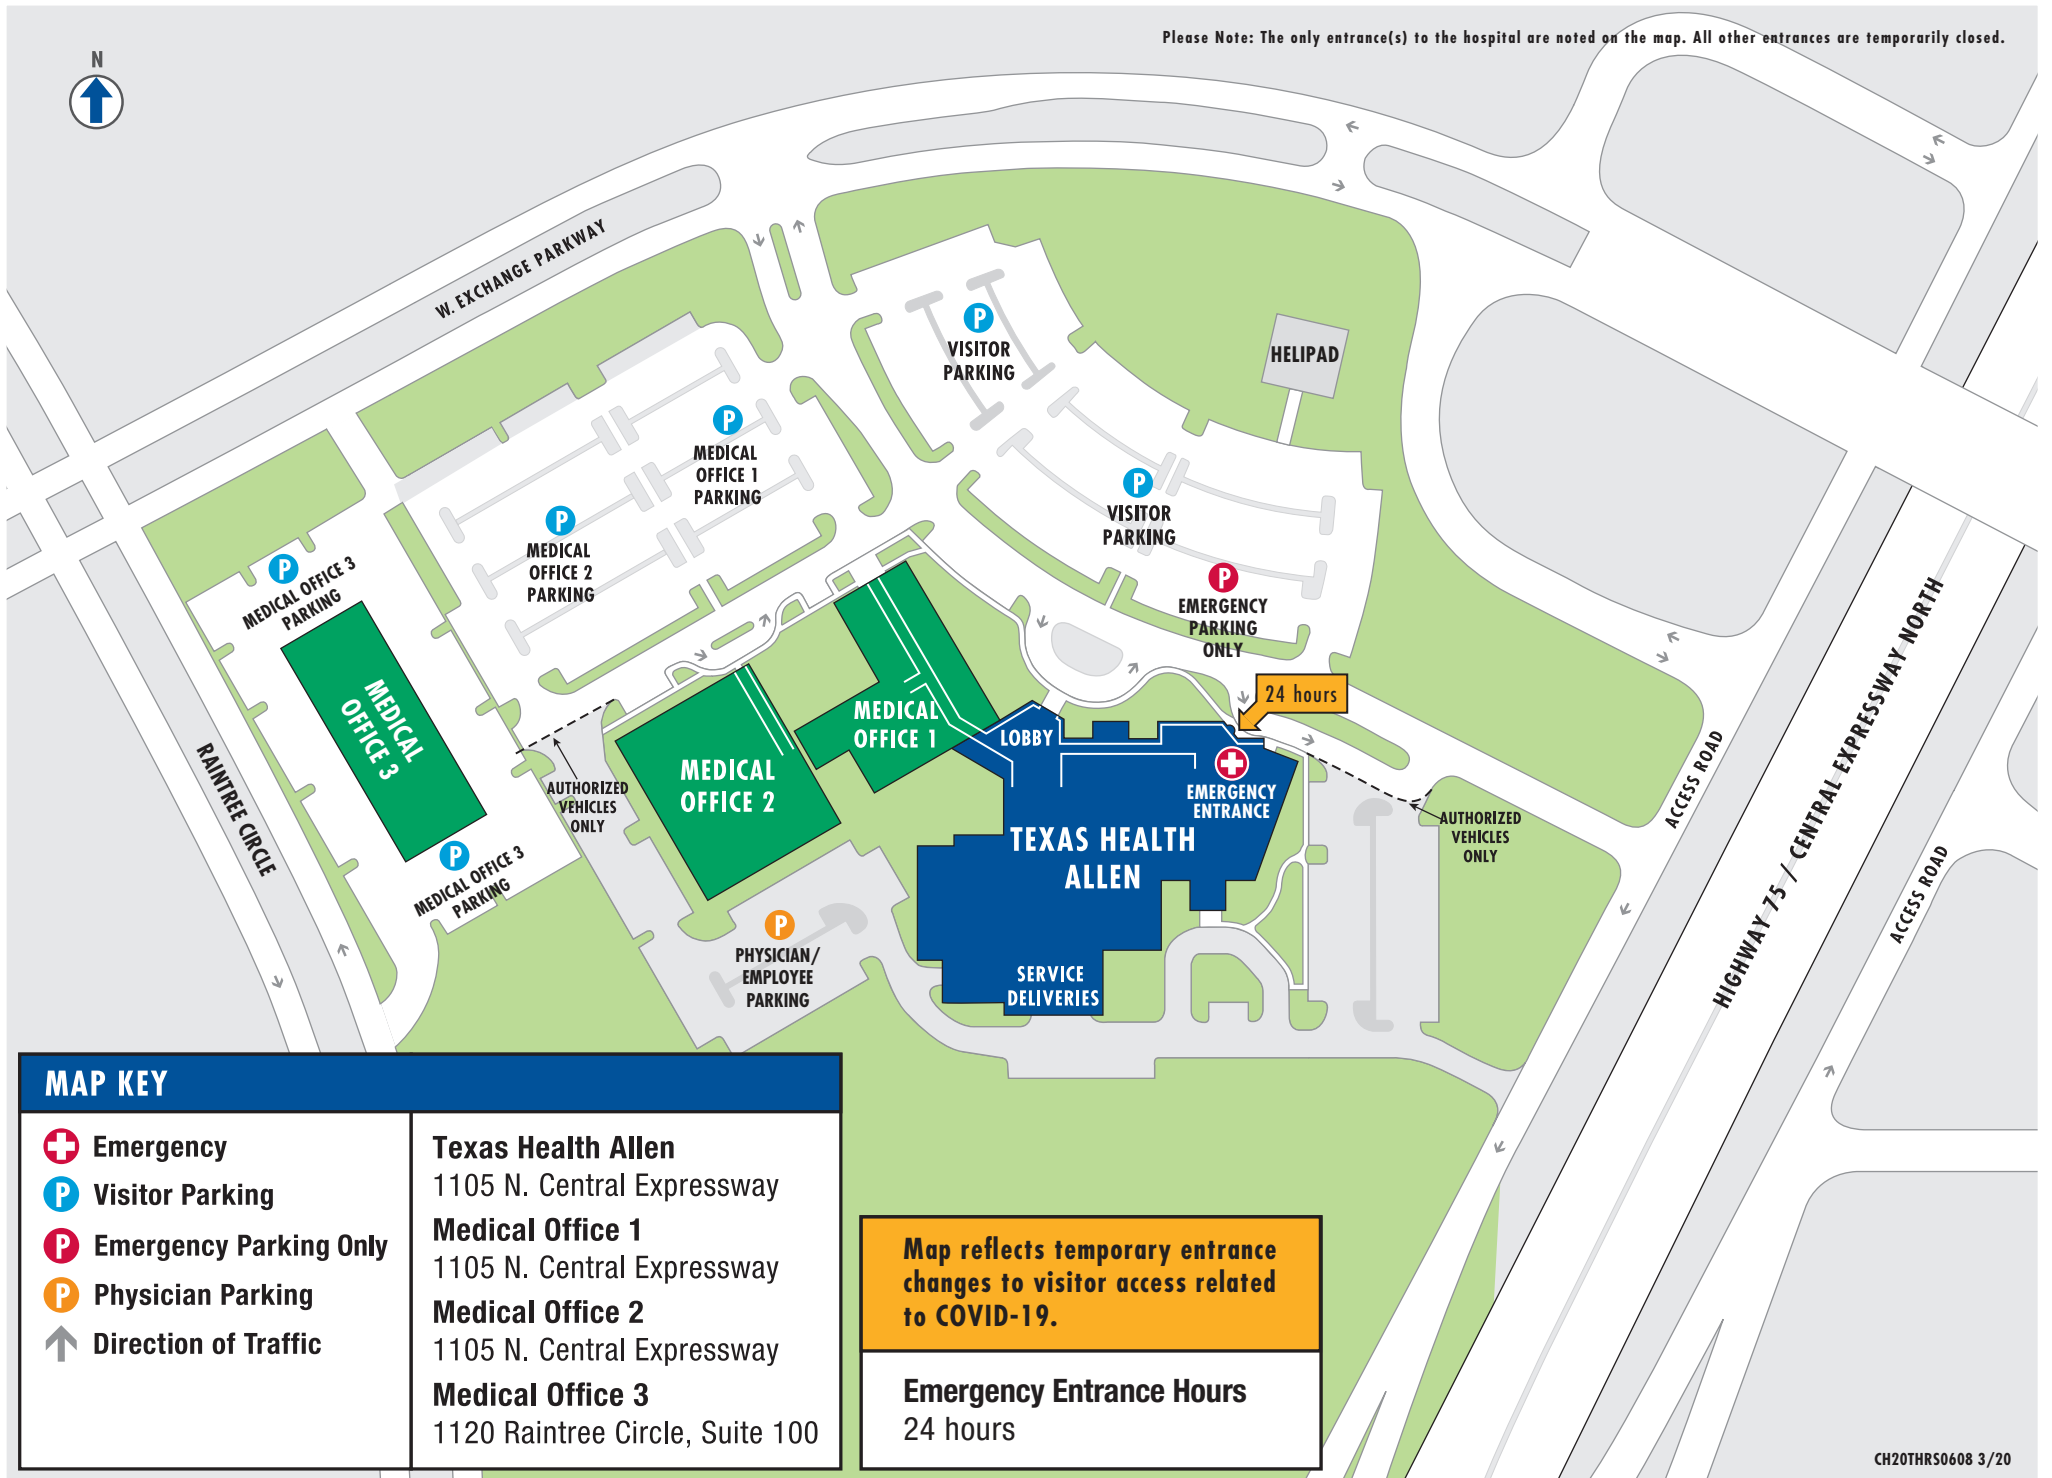 Please Note: The only entrance(s) to the hospital are noted on the map. All other entrances are temporarily closed.
N
W. EXCHANGE PARKWAY
P
VISITOR
PARKING
HELIPAD
P
MEDICAL
OFFICE 1
PARKING
P
VISITOR
PARKING
P
MEDICAL
OFFICE 2
PARKING
P
MEDICAL OFFICE 3
PARKING
P
EMERGENCY
PARKING
ONLY
24 hours
MEDICAL
OFFICE 3
MEDICAL
OFFICE 1
LOBBY
MEDICAL
OFFICE 2
EMERGENCY
ENTRANCE
AUTHORIZED
VEHICLES
ONLY
AUTHORIZED
VEHICLES
ONLY
TEXAS HEALTH
ALLEN
RAINTREE CIRCLE
P
MEDICAL OFFICE 3
PARKING
P
PHYSICIAN/
EMPLOYEE
PARKING
SERVICE
DELIVERIES
ACCESS ROAD
HIGHWAY 75 / CENTRAL EXPRESSWAY NORTH
ACCESS ROAD
MAP KEY
Emergency
P Visitor Parking
P Emergency Parking Only
P Physician Parking
Direction of Traffic
Texas Health Allen
1105 N. Central Expressway
Medical Office 1
1105 N. Central Expressway
Medical Office 2
1105 N. Central Expressway
Medical Office 3
1120 Raintree Circle, Suite 100
Map reflects temporary entrance
changes to visitor access related
to COVID-19.
Emergency Entrance Hours
24 hours
CH20THRS0608 3/20